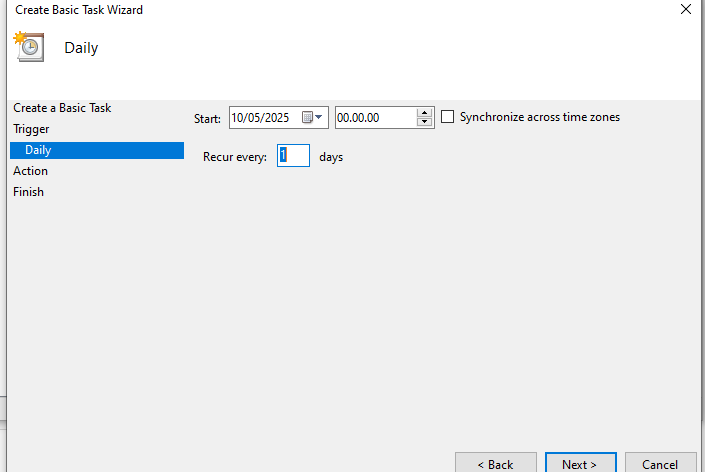 Create Basic Task Wizard
Daily
Create a Basic Task
Trigger
Daily
Action
Finish
Start: 10/05/2025 00.00.00 Synchronize across time zones
Recur every: 1 days
< Back Next > Cancel